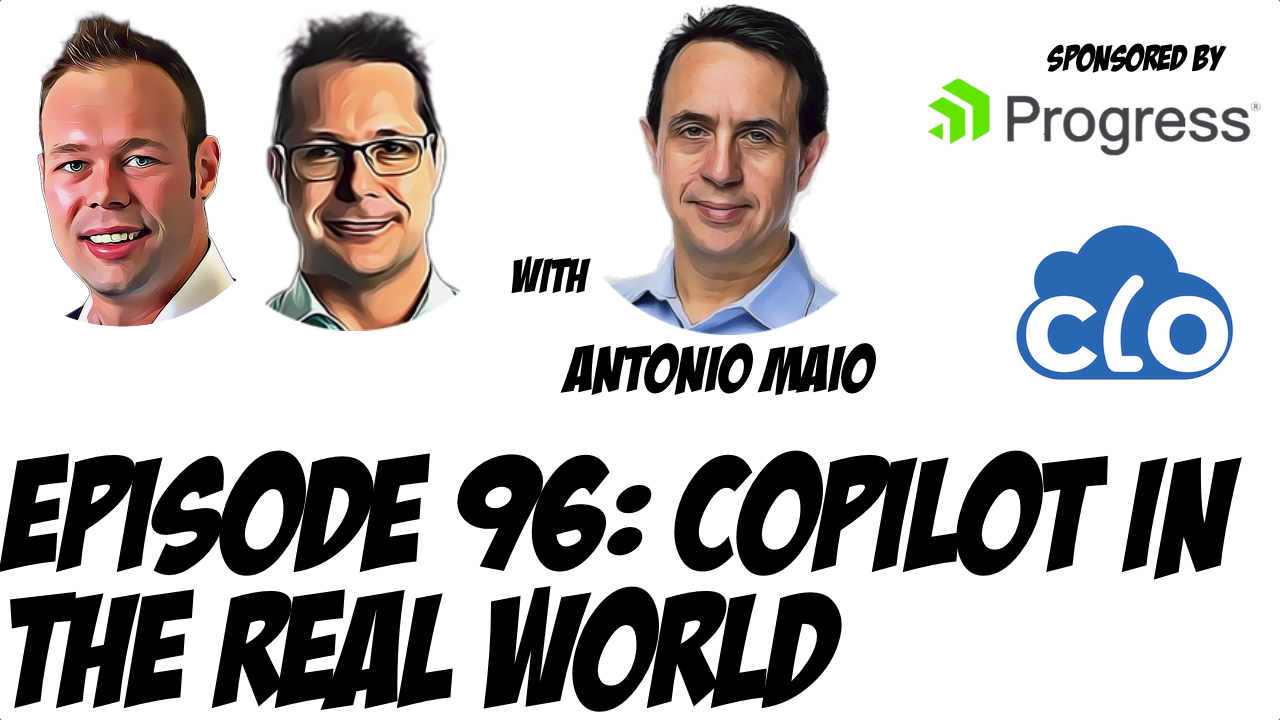 SPONSORED BY
Progress®
WITH
ANTONIO MAIO
clo
EPISODE 96: COPILOT IN
THE REAL WORLD